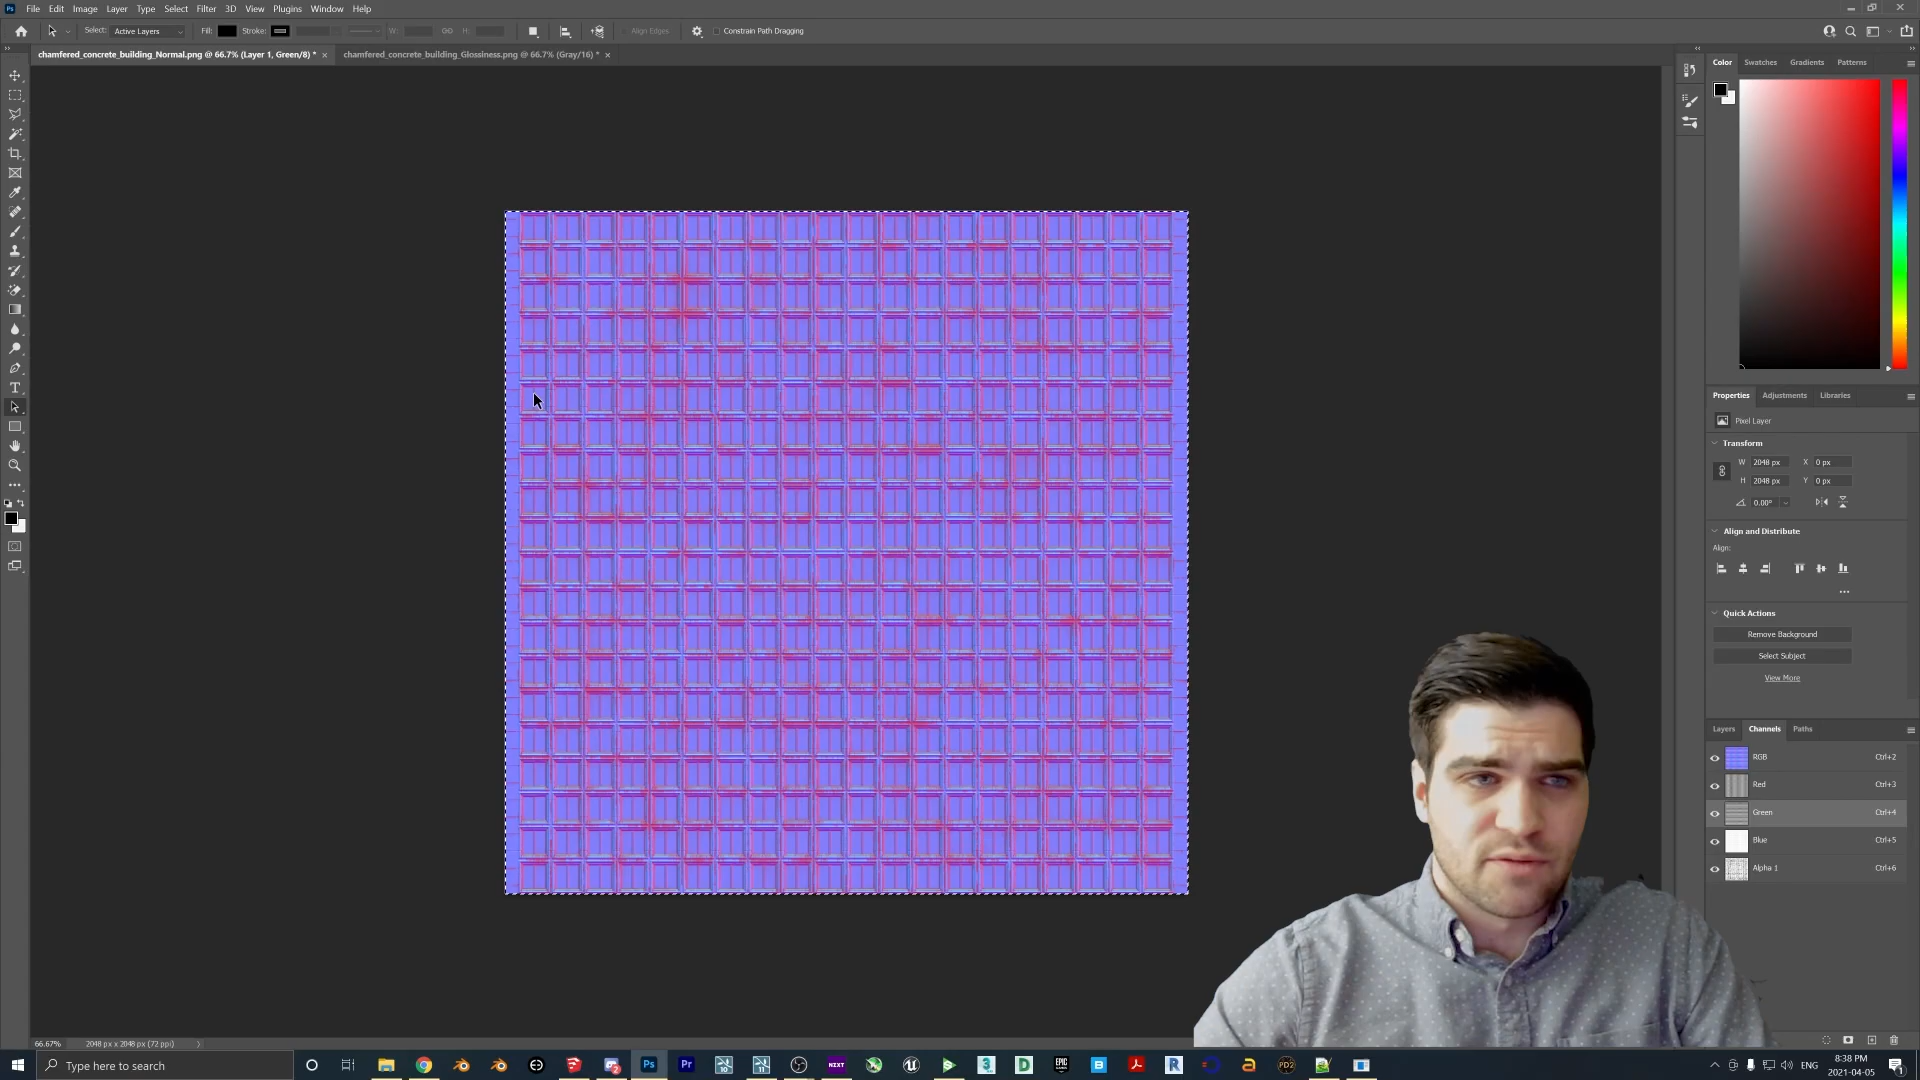 File Edit Image Layer Type Select Filter 3D View Plugins Window Help
Select: Active Layers Fill: Stroke: W: H: Align Edges Constrain Path Dragging
chamfered_concrete_building_Normal.png @ 66.7% (Layer 1, Green/8) * × chamfered_concrete_building_Glossiness.png @ 66.7% (Gray/16) * ×
Color Swatches Gradients Patterns
Properties Adjustments Libraries
Pixel Layer
Transform
W 2048 px X 0 px
H 2048 px Y 0 px
0.00°
Align and Distribute
Align:
Quick Actions
Remove Background
Select Subject
View More
Layers Channels Paths
RGB Ctrl+2
Red Ctrl+3
Green Ctrl+4
Blue Ctrl+5
Alpha 1 Ctrl+6
66.67% 2048 px x 2048 px (72 ppi)
Type here to search
ENG
8:38 PM
2021-04-05